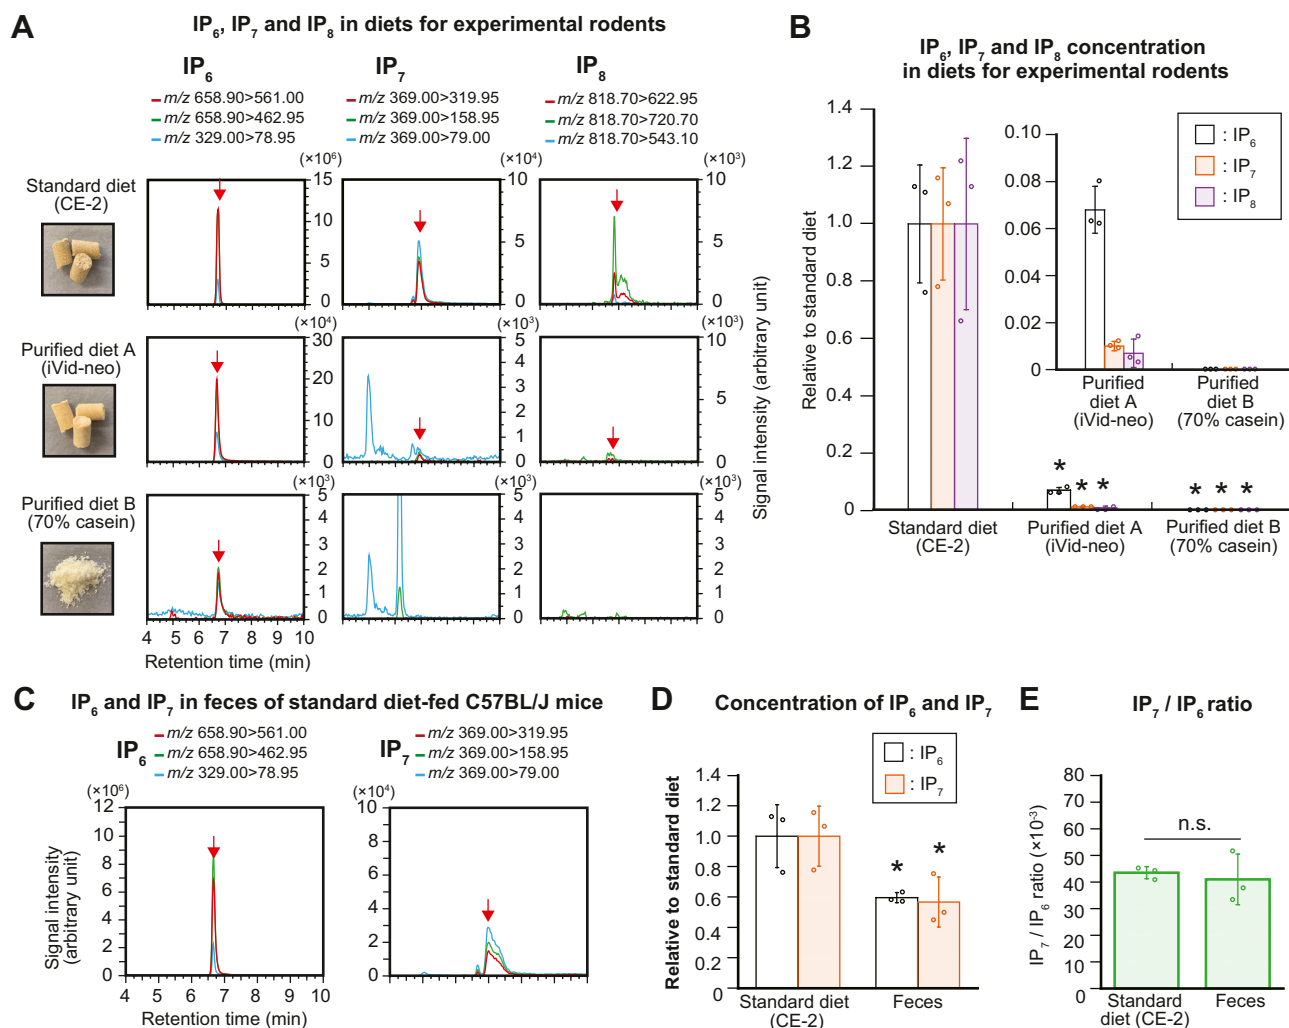 A
IP6, IP7 and IP8 in diets for experimental rodents
IP6
m/z 658.90>561.00
m/z 658.90>462.95
m/z 329.00>78.95
IP7
m/z 369.00>319.95
m/z 369.00>158.95
m/z 369.00>79.00
IP8
m/z 818.70>622.95
m/z 818.70>720.70
m/z 818.70>543.10
Standard diet
(CE-2)
(×10⁶)
15
10
5
0
(×10⁴)
10
5
0
(×10³)
10
5
0
Purified diet A
(iVid-neo)
(×10⁴)
30
20
10
0
(×10³)
5
4
3
2
1
0
(×10³)
10
5
0
Purified diet B
(70% casein)
(×10³)
5
4
3
2
1
0
(×10³)
5
4
3
2
1
0
(×10³)
5
4
3
2
1
0
4 5 6 7 8 9 10
Retention time (min)
Signal intensity (arbitrary unit)
B
IP6, IP7 and IP8 concentration
in diets for experimental rodents
Relative to standard diet
1.4
1.2
1.0
0.8
0.6
0.4
0.2
0
0.10
0.08
0.06
0.04
0.02
0
: IP6
: IP7
: IP8
Purified
diet A
(iVid-neo)
Purified
diet B
(70% casein)
* * *
* * *
Standard diet
(CE-2)
Purified diet A
(iVid-neo)
Purified diet B
(70% casein)
C
IP6 and IP7 in feces of standard diet-fed C57BL/J mice
IP6
m/z 658.90>561.00
m/z 658.90>462.95
m/z 329.00>78.95
IP7
m/z 369.00>319.95
m/z 369.00>158.95
m/z 369.00>79.00
Signal intensity
(arbitrary unit)
(×10⁶)
12
10
8
6
4
2
0
4 5 6 7 8 9 10
Retention time (min)
(×10⁴)
10
8
6
4
2
0
D
Concentration of IP6 and IP7
: IP6
: IP7
Relative to standard diet
1.4
1.2
1.0
0.8
0.6
0.4
0.2
0
* *
Standard diet
(CE-2)
Feces
E
IP7 / IP6 ratio
IP7 / IP6 ratio (×10⁻³)
80
60
50
40
30
20
10
0
n.s.
Standard
diet (CE-2)
Feces